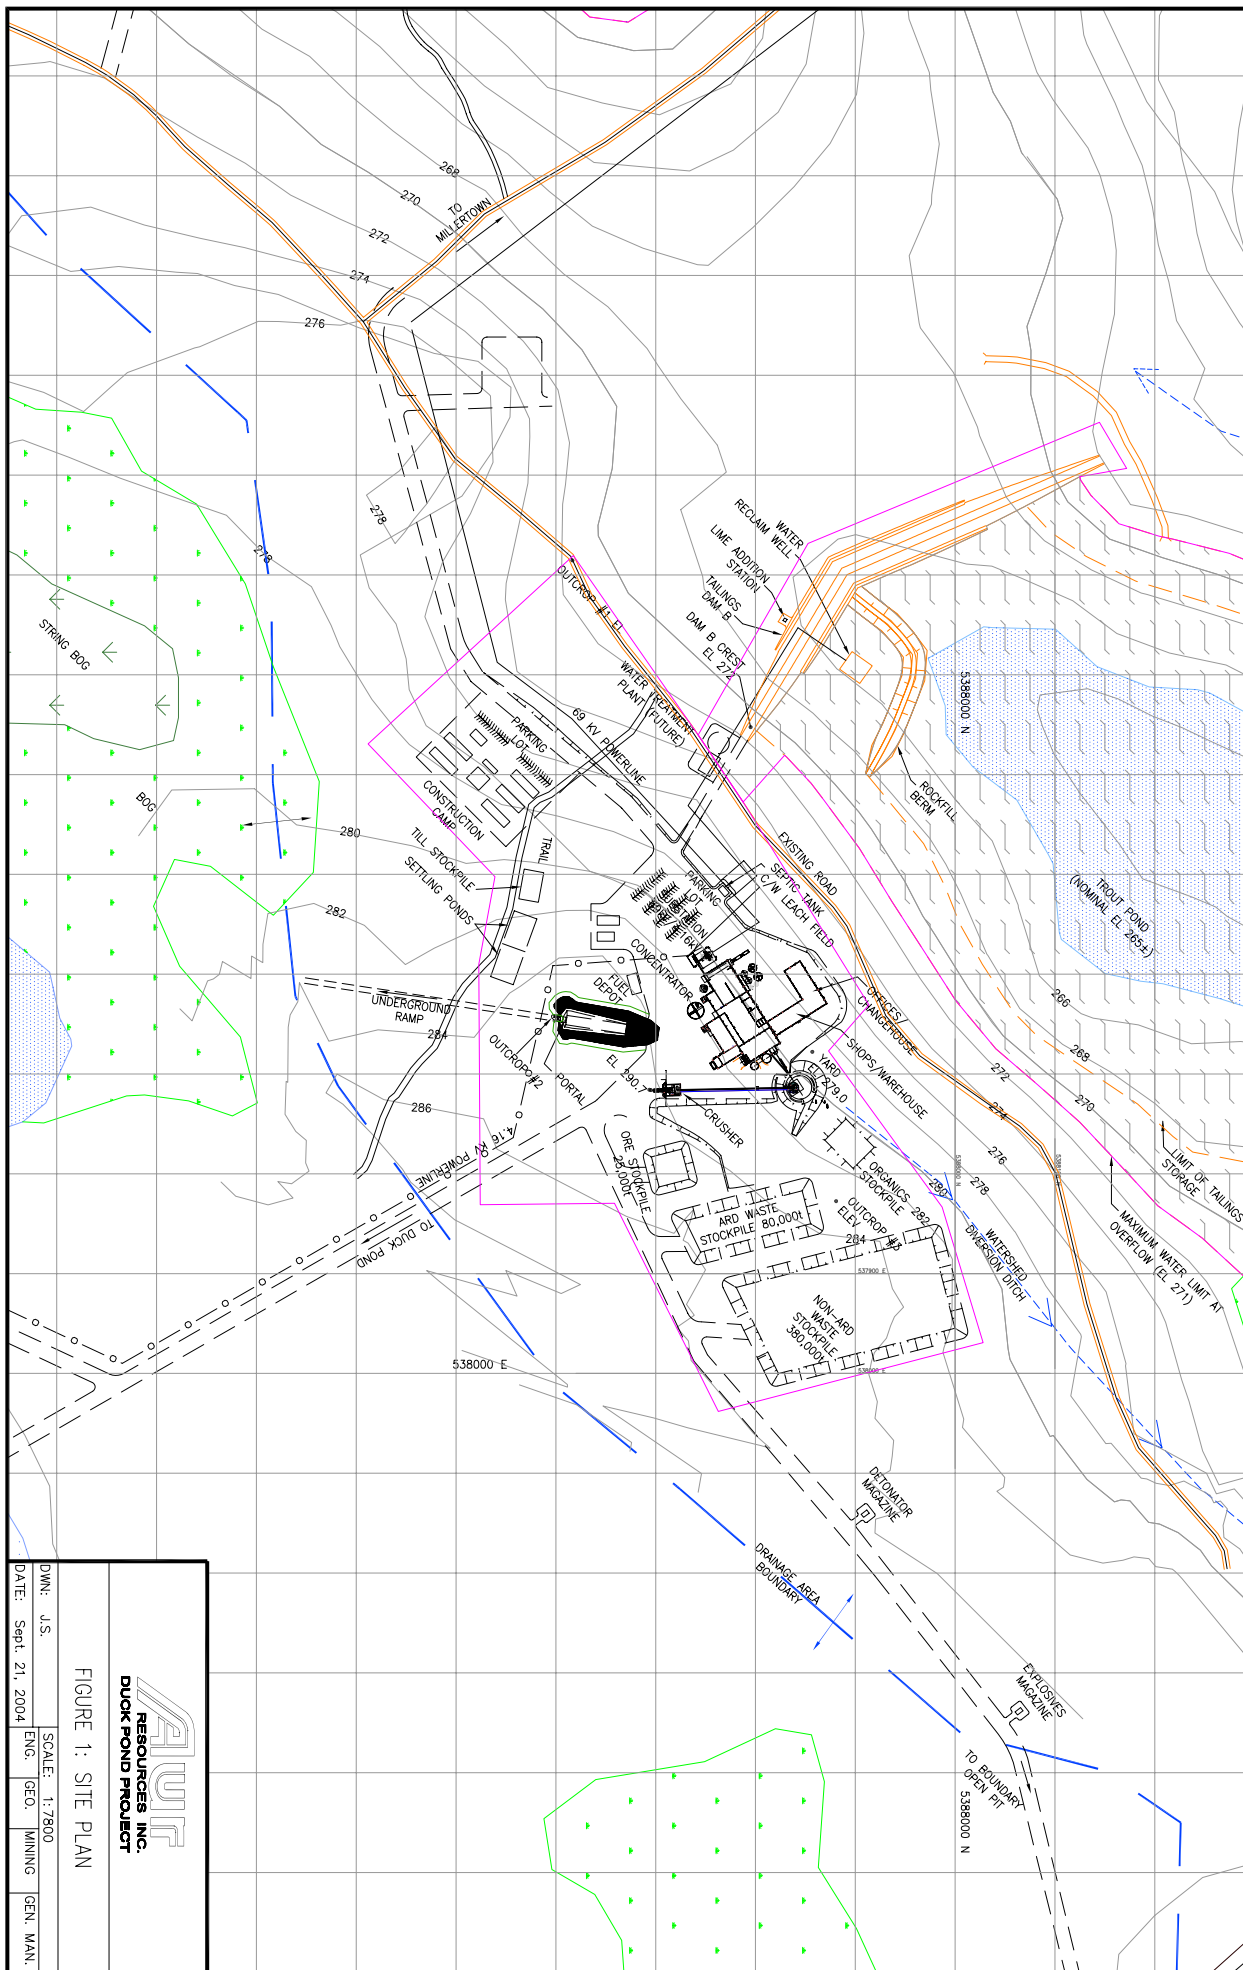 268
270
TO
MILLERTOWN
272
274
276
278
278
WATER
RECLAIM WELL
LIME ADDITION
STATION
TAILINGS
DAM B
DAM B CREST
EL 272
OUTCROP #1 EL
STRING BOG
BOG
WATER TREATMENT
PLANT (FUTURE)
69 KV POWERLINE
PARKING
LOT
CONSTRUCTION
CAMP
5388000 N
ROCKFILL
BERM
TROUT POND
(NOMINAL EL 265±)
EXISTING ROAD
280
TILL STOCKPILE
TRAIL
SETTLING PONDS
PARKING
LOT
SEPTIC TANK
C/W LEACH FIELD
282
CONCENTRATOR
FUEL
DEPOT
OFFICES/
CHANGEHOUSE
266
268
270
272
274
276
278
280
UNDERGROUND
RAMP
284
OUTCROP #2
PORTAL
EL 290.7
YARD
EL 279.0
SHOPS/WAREHOUSE
CRUSHER
286
4.16 KV POWERLINE
ORE STOCKPILE
25,000t
ORGANICS
STOCKPILE
282
OUTCROP #3
ELEV
284
ARD WASTE
STOCKPILE 80,000t
LIMIT OF TAILINGS
STORAGE
MAXIMUM WATER LIMIT AT
OVERFLOW (EL 271)
WATERSHED
DIVERSION DITCH
TO
DUCK POND
537900 E
NON-ARD
WASTE
STOCKPILE
380,000t
538000 E
538000 E
DETONATOR
MAGAZINE
DRAINAGE AREA
BOUNDARY
EXPLOSIVES
MAGAZINE
TO BOUNDARY
OPEN PIT
5388000 N
Aur
RESOURCES INC.
DUCK POND PROJECT
FIGURE 1: SITE PLAN
DWN: J.S.
SCALE: 1:7800
DATE: Sept. 21, 2004
ENG.
GEO.
MINING
GEN. MAN.